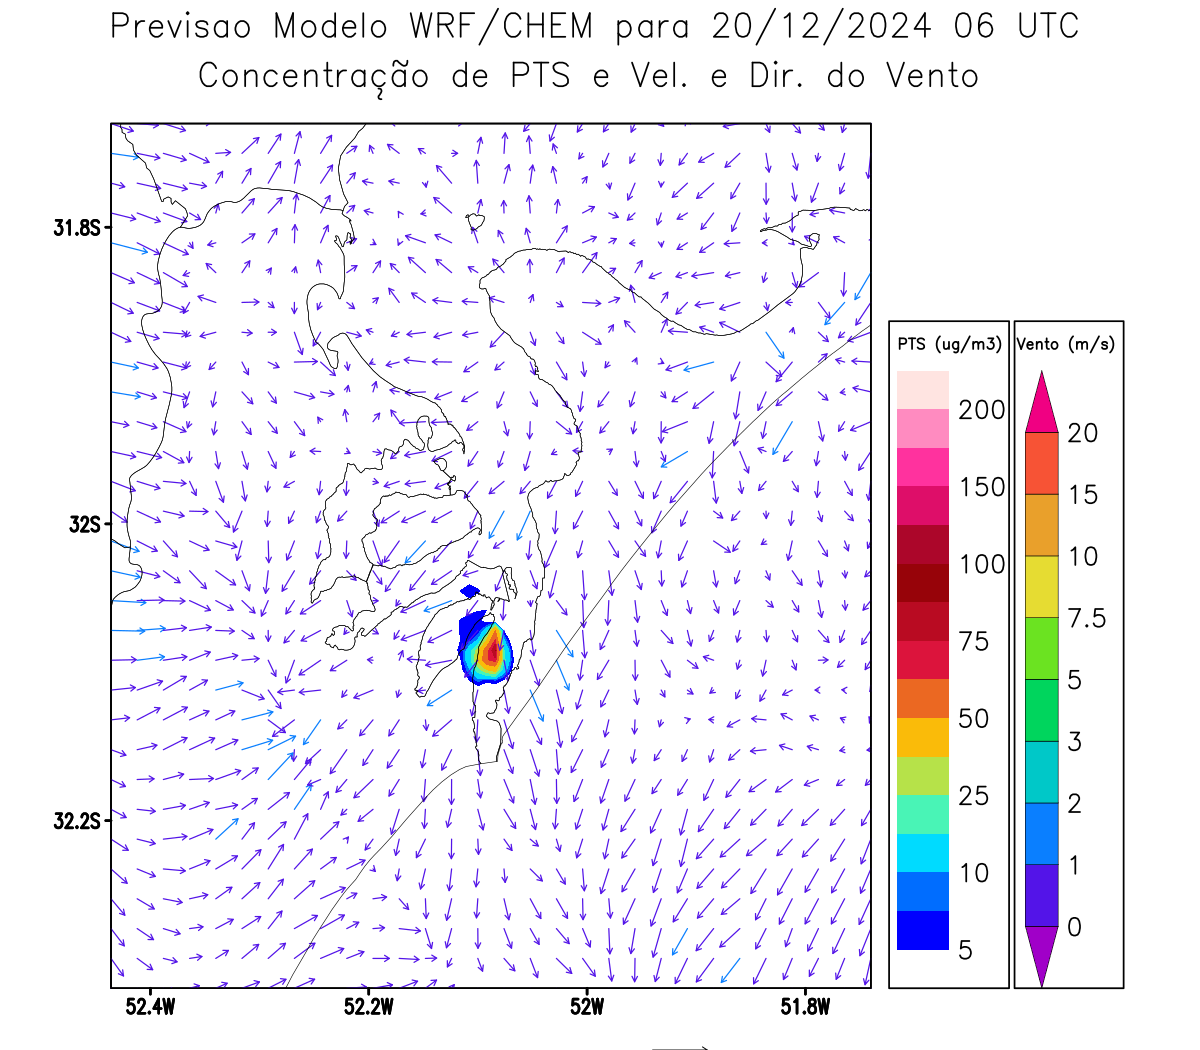 Previsao Modelo WRF/CHEM para 20/12/2024 06 UTC
Concentração de PTS e Vel. e Dir. do Vento
31.8S
32S
32.2S
52.4W
52.2W
52W
51.8W
PTS (ug/m3)
200
150
100
75
50
25
10
5
Vento (m/s)
20
15
10
7.5
5
3
2
1
0